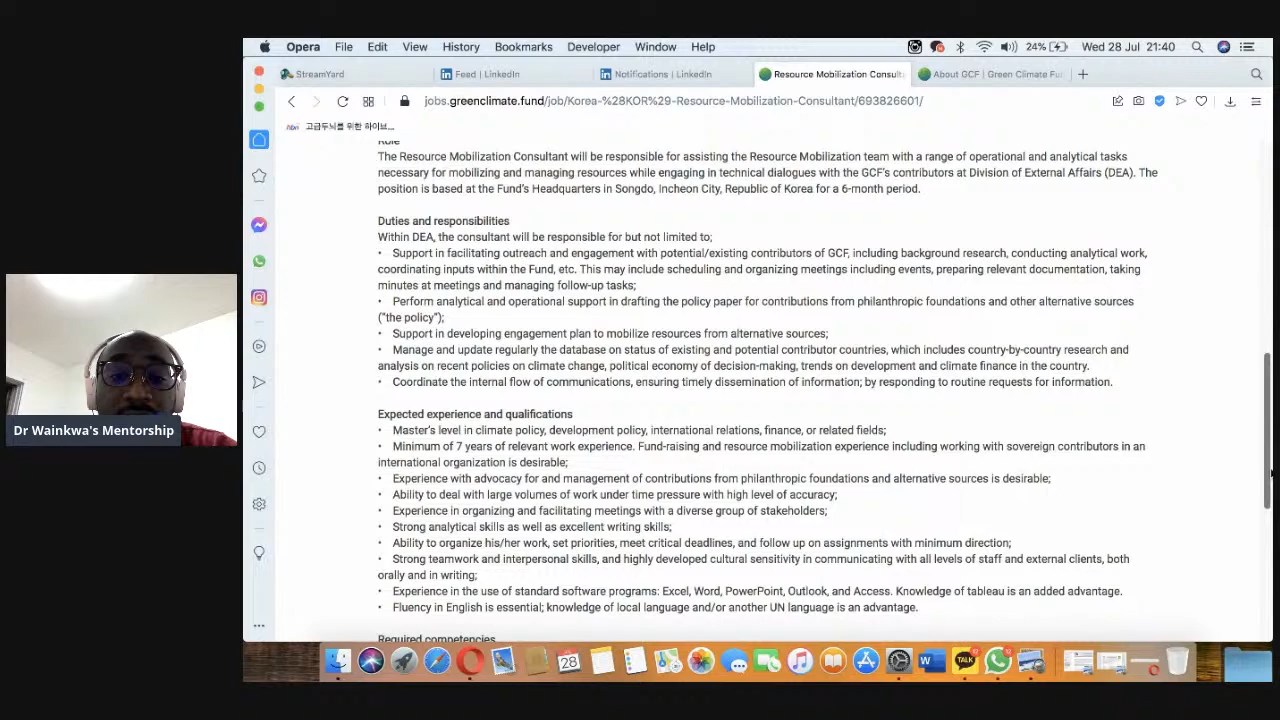 Opera File Edit View History Bookmarks Developer Window Help 24% Wed 28 Jul 21:40
StreamYard Feed | LinkedIn Notifications | LinkedIn Resource Mobilization Consult About GCF | Green Climate Fu
jobs.greenclimate.fund/job/Korea-%28KOR%29-Resource-Mobilization-Consultant/693826601/
고급두뇌를 위한 하이브...
Role
The Resource Mobilization Consultant will be responsible for assisting the Resource Mobilization team with a range of operational and analytical tasks
necessary for mobilizing and managing resources while engaging in technical dialogues with the GCF's contributors at Division of External Affairs (DEA). The
position is based at the Fund's Headquarters in Songdo, Incheon City, Republic of Korea for a 6-month period.
Duties and responsibilities
Within DEA, the consultant will be responsible for but not limited to;
• Support in facilitating outreach and engagement with potential/existing contributors of GCF, including background research, conducting analytical work,
coordinating inputs within the Fund, etc. This may include scheduling and organizing meetings including events, preparing relevant documentation, taking
minutes at meetings and managing follow-up tasks;
• Perform analytical and operational support in drafting the policy paper for contributions from philanthropic foundations and other alternative sources
("the policy");
• Support in developing engagement plan to mobilize resources from alternative sources;
• Manage and update regularly the database on status of existing and potential contributor countries, which includes country-by-country research and
analysis on recent policies on climate change, political economy of decision-making, trends on development and climate finance in the country.
• Coordinate the internal flow of communications, ensuring timely dissemination of information; by responding to routine requests for information.
Expected experience and qualifications
• Master's level in climate policy, development policy, international relations, finance, or related fields;
• Minimum of 7 years of relevant work experience. Fund-raising and resource mobilization experience including working with sovereign contributors in an
international organization is desirable;
• Experience with advocacy for and management of contributions from philanthropic foundations and alternative sources is desirable;
• Ability to deal with large volumes of work under time pressure with high level of accuracy;
• Experience in organizing and facilitating meetings with a diverse group of stakeholders;
• Strong analytical skills as well as excellent writing skills;
• Ability to organize his/her work, set priorities, meet critical deadlines, and follow up on assignments with minimum direction;
• Strong teamwork and interpersonal skills, and highly developed cultural sensitivity in communicating with all levels of staff and external clients, both
orally and in writing;
• Experience in the use of standard software programs: Excel, Word, PowerPoint, Outlook, and Access. Knowledge of tableau is an added advantage.
• Fluency in English is essential; knowledge of local language and/or another UN language is an advantage.
Required competencies
Dr Wainkwa's Mentorship
28
TALK